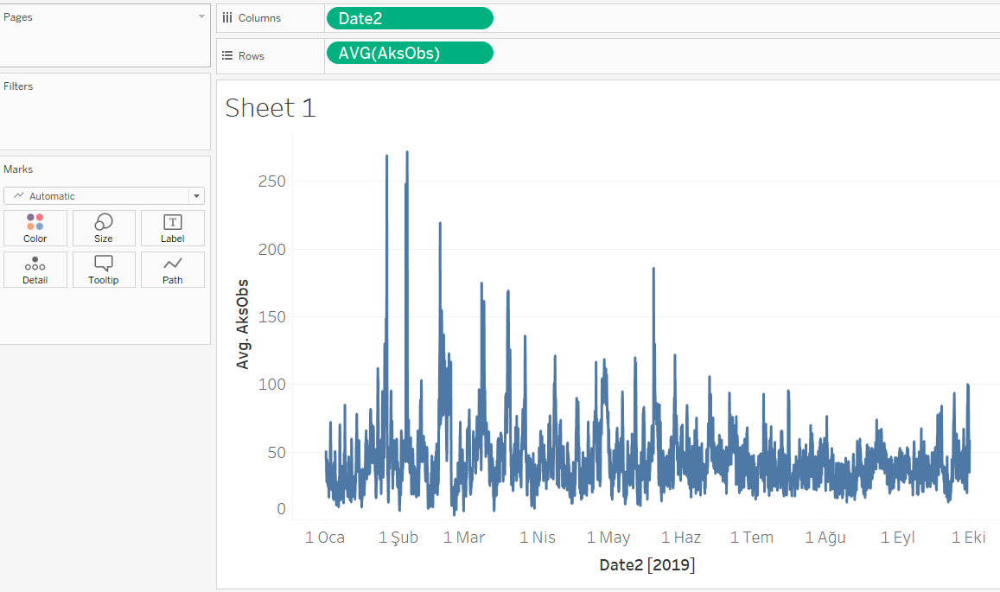 Pages
Columns
Date2
Rows
AVG(AksObs)
Filters
Marks
Automatic
Color
Size
T
Label
Detail
Tooltip
Path
Sheet 1
Avg. AksObs
250
200
150
100
50
0
1 Oca 1 Şub 1 Mar 1 Nis 1 May 1 Haz 1 Tem 1 Ağu 1 Eyl 1 Eki
Date2 [2019]